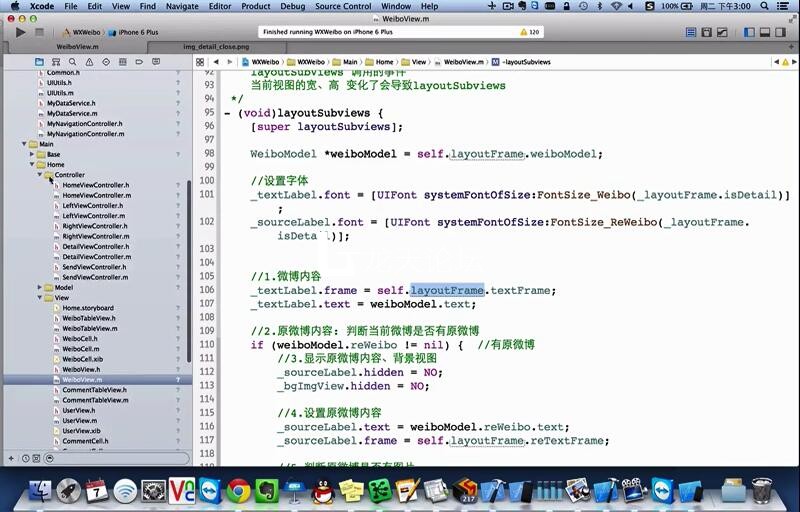 Xcode File Edit View Find Navigate Editor Product Debug Source Control Window Help 100% 周二下午3:00
WeiboView.m
WXWeibo iPhone 6 Plus
Finished running WXWeibo on iPhone 6 Plus 120
WeiboView.m img_detail_close.png
WXWeibo WXWeibo Main Home View WeiboView.m -layoutSubviews
Common.h
UIUtils.h
UIUtils.m
MyDataService.h
MyDataService.m
MyNavigationController.h
MyNavigationController.m
Main
Base
Home
Controller
HomeViewController.h
HomeViewController.m
LeftViewController.h
LeftViewController.m
RightViewController.h
RightViewController.m
DetailViewController.h
DetailViewController.m
SendViewController.h
SendViewController.m
Model
View
Home.storyboard
WeiboTableView.h
WeiboTableView.m
WeiboCell.h
WeiboCell.m
WeiboCell.xib
WeiboView.h
WeiboView.m
CommentTableView.h
CommentTableView.m
UserView.h
UserView.m
UserView.xib
CommentCell.h
CommentCell.m
92 layoutSubviews 调用的事件
93 当前视图的宽、高 变化了会导致layoutSubviews
94 */
95 - (void)layoutSubviews {
96 [super layoutSubviews];
97
98 WeiboModel *weiboModel = self.layoutFrame.weiboModel;
99
100 //设置字体
101 _textLabel.font = [UIFont systemFontOfSize:FontSize_Weibo(_layoutFrame.isDetail)]
;
102 _sourceLabel.font = [UIFont systemFontOfSize:FontSize_ReWeibo(_layoutFrame.
isDetail)];
103
104
105 //1.微博内容
106 _textLabel.frame = self.layoutFrame.textFrame;
107 _textLabel.text = weiboModel.text;
108
109 //2.原微博内容: 判断当前微博是否有原微博
110 if (weiboModel.reWeibo != nil) { //有原微博
111 //3.显示原微博内容、背景视图
112 _sourceLabel.hidden = NO;
113 _bgImgView.hidden = NO;
114
115 //4.设置原微博内容
116 _sourceLabel.text = weiboModel.reWeibo.text;
117 _sourceLabel.frame = self.layoutFrame.reTextFrame;
118
119 //5.判断原微博是否有图片
7
217